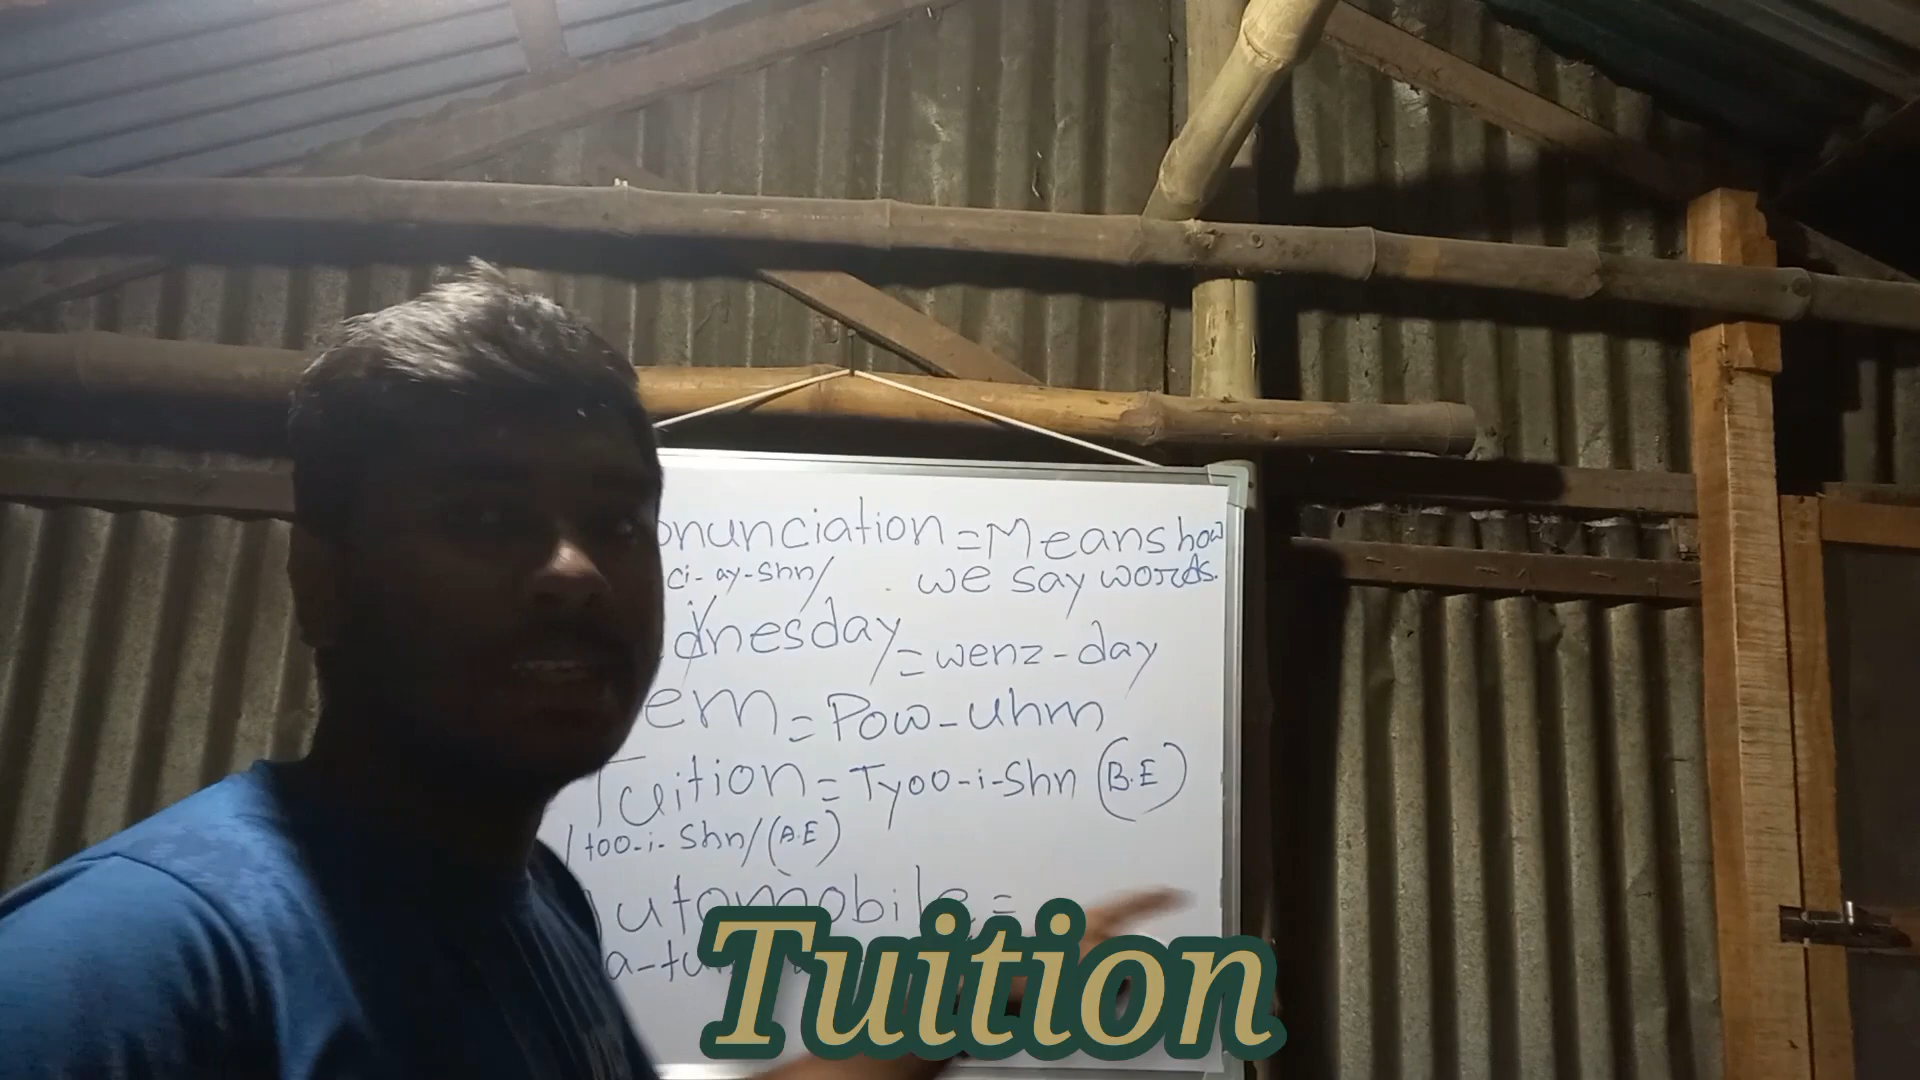 onunciation = Means how
ci-ay-Shn/ we say words.
dnesday = wenz-day
em = Pow-uhm
Tuition = Tyoo-i-Shn (B.E)
/too-i-Shn/(A.E)
utomobile =
Tuition